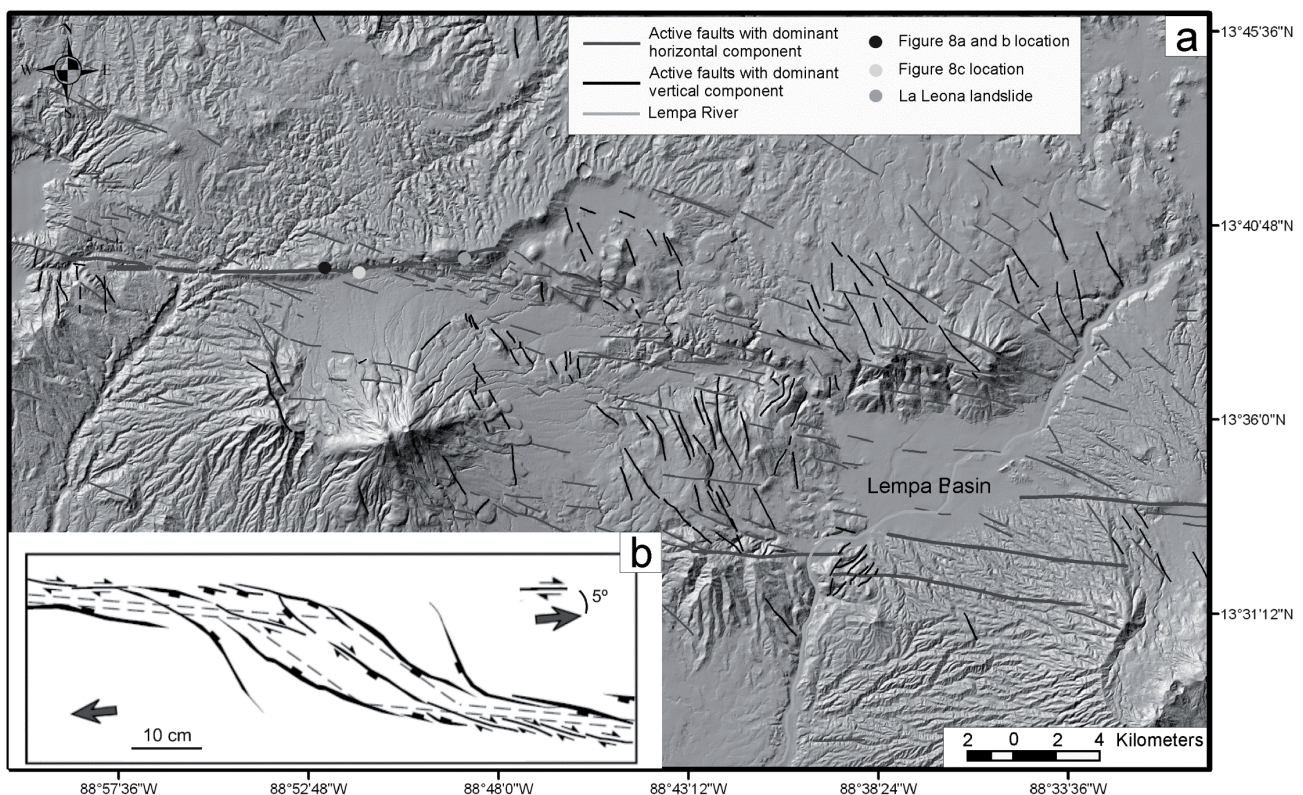 a
N
W E
S
Active faults with dominant
horizontal component
Active faults with dominant
vertical component
Lempa River
Figure 8a and b location
Figure 8c location
La Leona landslide
13°45'36"N
13°40'48"N
13°36'0"N
13°31'12"N
Lempa Basin
b
5º
10 cm
2 0 2 4 Kilometers
88°57'36"W 88°52'48"W 88°48'0"W 88°43'12"W 88°38'24"W 88°33'36"W